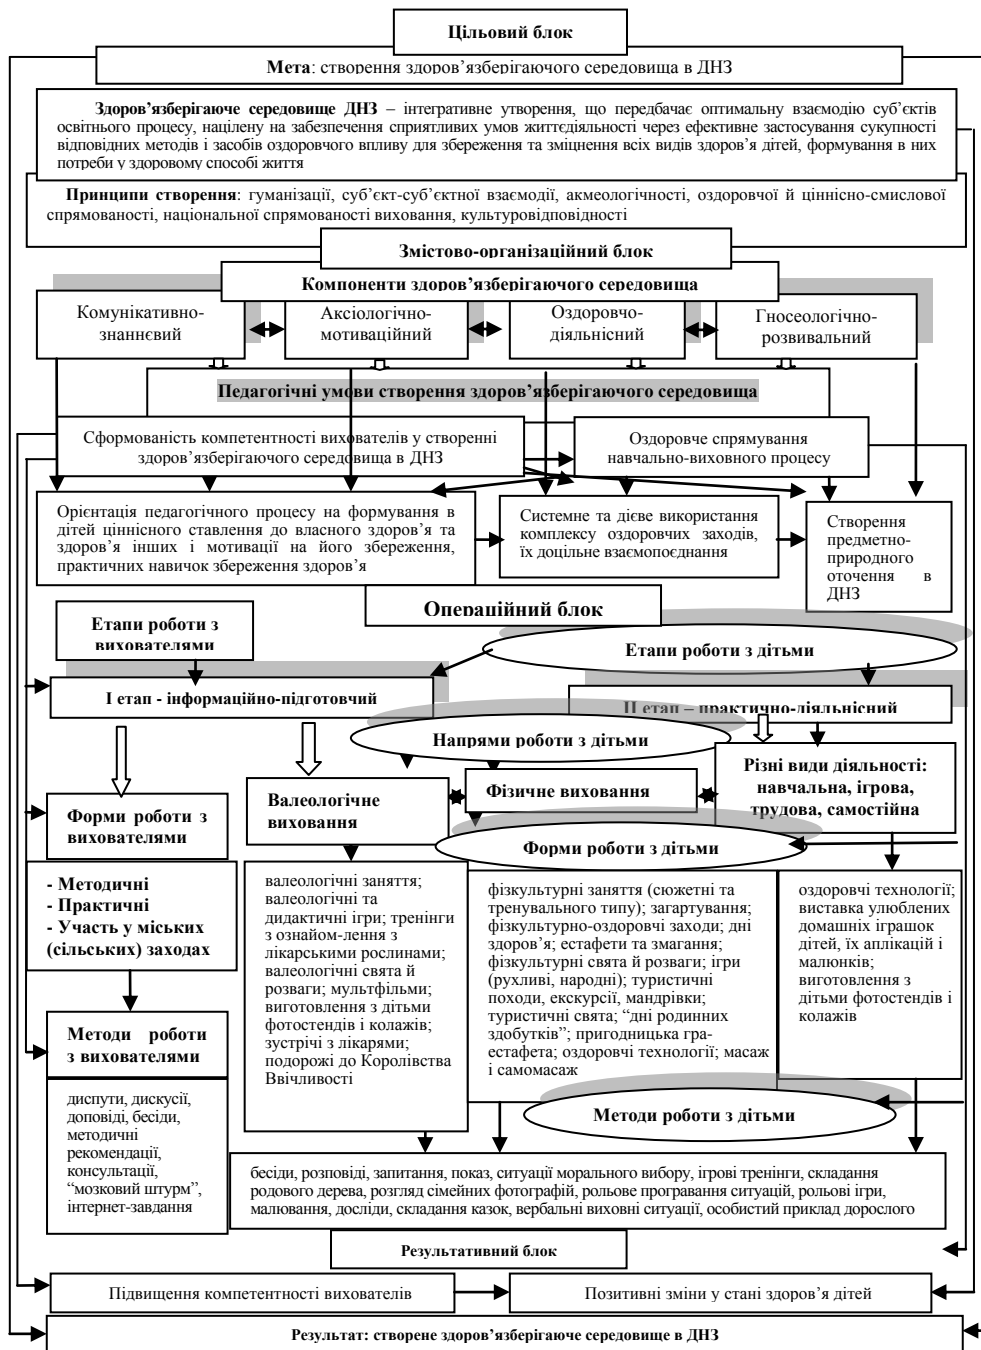 Цільовий блок
Мета: створення здоров’язберігаючого середовища в ДНЗ
Здоров’язберігаюче середовище ДНЗ – інтегративне утворення, що передбачає оптимальну взаємодію суб’єктів
освітнього процесу, націлену на забезпечення сприятливих умов життєдіяльності через ефективне застосування сукупності
відповідних методів і засобів оздоровчого впливу для збереження та зміцнення всіх видів здоров’я дітей, формування в них
потреби у здоровому способі життя
Принципи створення: гуманізації, суб’єкт-суб’єктної взаємодії, акмеологічності, оздоровчої й ціннісно-смислової
спрямованості, національної спрямованості виховання, культуровідповідності
Змістово-організаційний блок
Компоненти здоров’язберігаючого середовища
Комунікативно-
знаннєвий
Аксіологічно-
мотиваційний
Оздоровчо-
діяльнісний
Гносеологічно-
розвивальний
Педагогічні умови створення здоров’язберігаючого середовища
Сформованість компетентності вихователів у створенні
здоров’язберігаючого середовища в ДНЗ
Оздоровче спрямування
навчально-виховного процесу
Орієнтація педагогічного процесу на формування в
дітей ціннісного ставлення до власного здоров’я та
здоров’я інших і мотивації на його збереження,
практичних навичок збереження здоров’я
Системне та дієве використання
комплексу оздоровчих заходів,
їх доцільне взаємопоєднання
Створення
предметно-
природного
оточення в
ДНЗ
Операційний блок
Етапи роботи з
вихователями
Етапи роботи з дітьми
І етап - інформаційно-підготовчий
ІІ етап – практично-діяльнісний
Напрями роботи з дітьми
Валеологічне
виховання
Фізичне виховання
Різні види діяльності:
навчальна, ігрова,
трудова, самостійна
Форми роботи з
вихователями
Форми роботи з дітьми
- Методичні
- Практичні
- Участь у міських
(сільських) заходах
валеологічні заняття;
валеологічні та
дидактичні ігри; тренінги
з ознайом-лення з
лікарськими рослинами;
валеологічні свята й
розваги; мультфільми;
виготовлення з дітьми
фотостендів і колажів;
зустрічі з лікарями;
подорожі до Королівства
Ввічливості
фізкультурні заняття (сюжетні та
тренувального типу); загартування;
фізкультурно-оздоровчі заходи; дні
здоров’я; естафети та змагання;
фізкультурні свята й розваги; ігри
(рухливі, народні); туристичні
походи, екскурсії, мандрівки;
туристичні свята; “дні родинних
здобутків”; пригодницька гра-
естафета; оздоровчі технології; масаж
і самомасаж
оздоровчі технології;
виставка улюблених
домашніх іграшок
дітей, їх аплікацій і
малюнків;
виготовлення з
дітьми фотостендів і
колажів
Методи роботи
з вихователями
диспути, дискусії,
доповіді, бесіди,
методичні
рекомендації,
консультації,
“мозковий штурм”,
інтернет-завдання
Методи роботи з дітьми
бесіди, розповіді, запитання, показ, ситуації морального вибору, ігрові тренінги, складання
родового дерева, розгляд сімейних фотографій, рольове програвання ситуацій, рольові ігри,
малювання, досліди, складання казок, вербальні виховні ситуації, особистий приклад дорослого
Результативний блок
Підвищення компетентності вихователів
Позитивні зміни у стані здоров’я дітей
Результат: створене здоров’язберігаюче середовище в ДНЗ